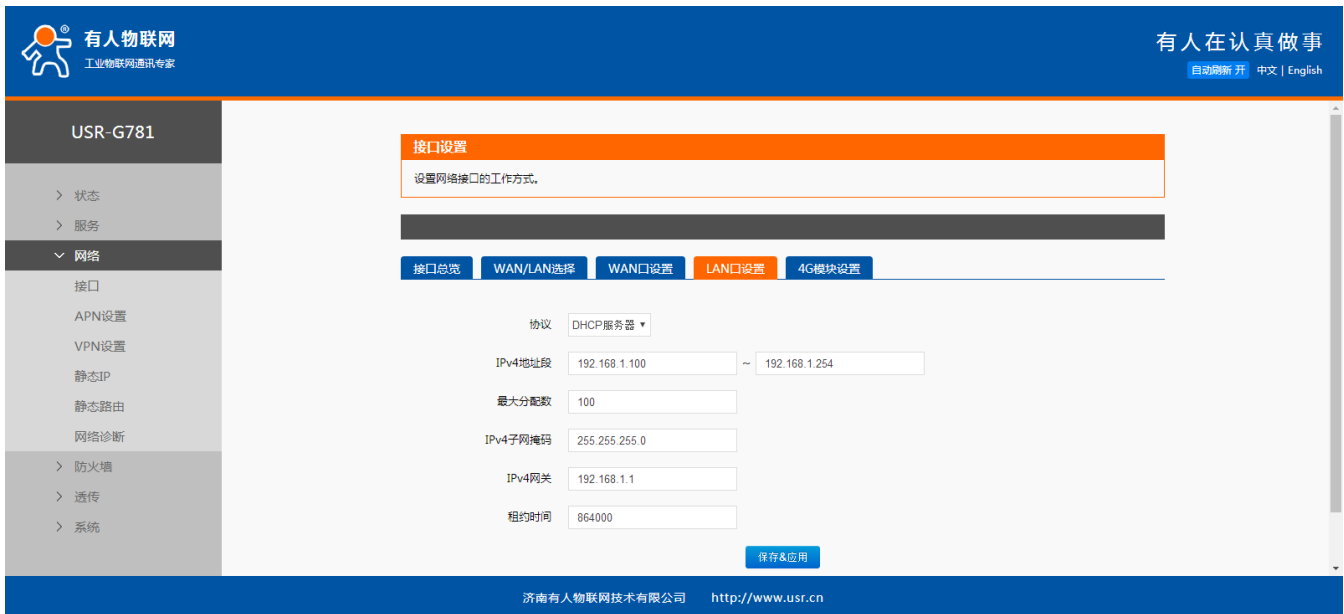 有人物联网
工业物联网通讯专家
有人在认真做事
自动刷新 开 中文 | English
USR-G781
状态
服务
网络
接口
APN设置
VPN设置
静态IP
静态路由
网络诊断
防火墙
透传
系统
接口设置
设置网络接口的工作方式。
接口总览 WAN/LAN选择 WAN口设置 LAN口设置 4G模块设置
协议 DHCP服务器
IPv4地址段 192.168.1.100 ~ 192.168.1.254
最大分配数 100
IPv4子网掩码 255.255.255.0
IPv4网关 192.168.1.1
租约时间 864000
保存&应用
济南有人物联网技术有限公司 http://www.usr.cn